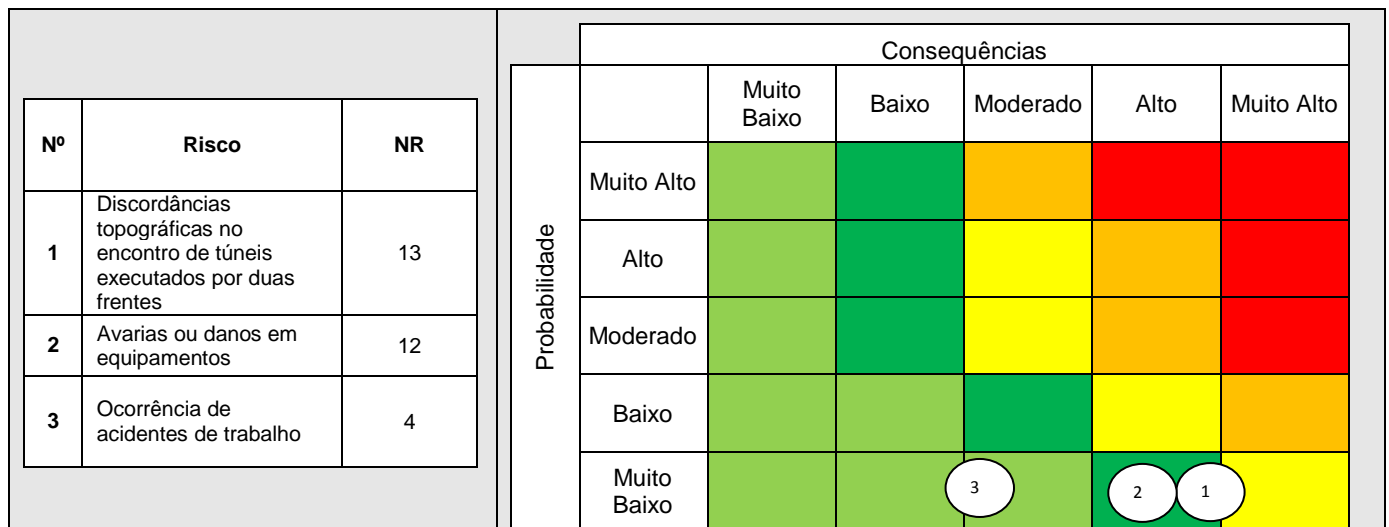 Nº Risco NR
1 Discordâncias
topográficas no
encontro de túneis
executados por duas
frentes 13
2 Avarias ou danos em
equipamentos 12
3 Ocorrência de
acidentes de trabalho 4
Consequências
Muito
Baixo Baixo Moderado Alto Muito Alto
Probabilidade
Muito Alto
Alto
Moderado
Baixo
Muito
Baixo
3 2 1